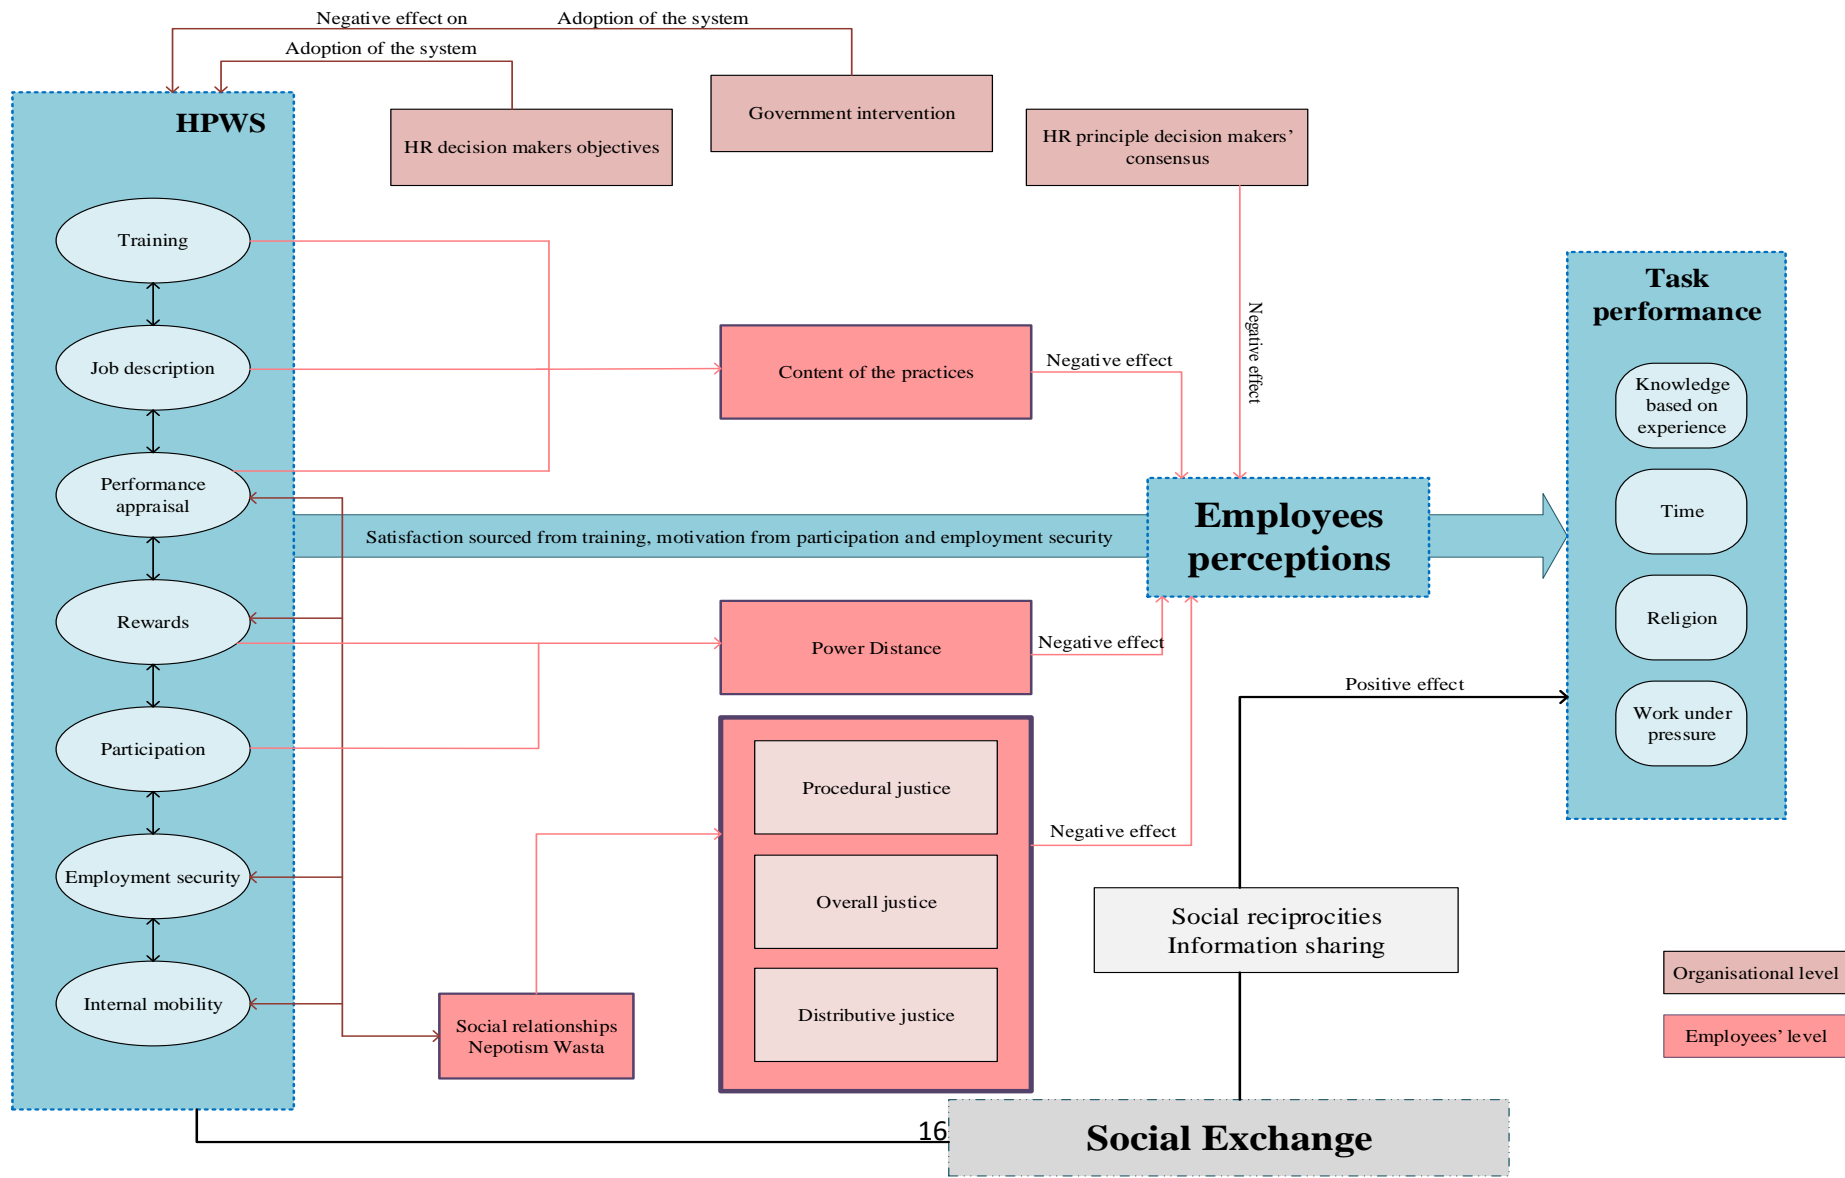 Negative effect on
Adoption of the system
Adoption of the system
HPWS
Government intervention
HR decision makers objectives
HR principle decision makers’
consensus
Training
Job description
Performance
appraisal
Rewards
Participation
Employment security
Internal mobility
Content of the practices
Negative effect
Negative effect
Satisfaction sourced from training, motivation from participation and employment security
Employees
perceptions
Power Distance
Negative effect
Procedural justice
Overall justice
Distributive justice
Negative effect
Social relationships
Nepotism Wasta
Task
performance
Knowledge
based on
experience
Time
Religion
Work under
pressure
Positive effect
Social reciprocities
Information sharing
Organisational level
Employees’ level
16
Social Exchange